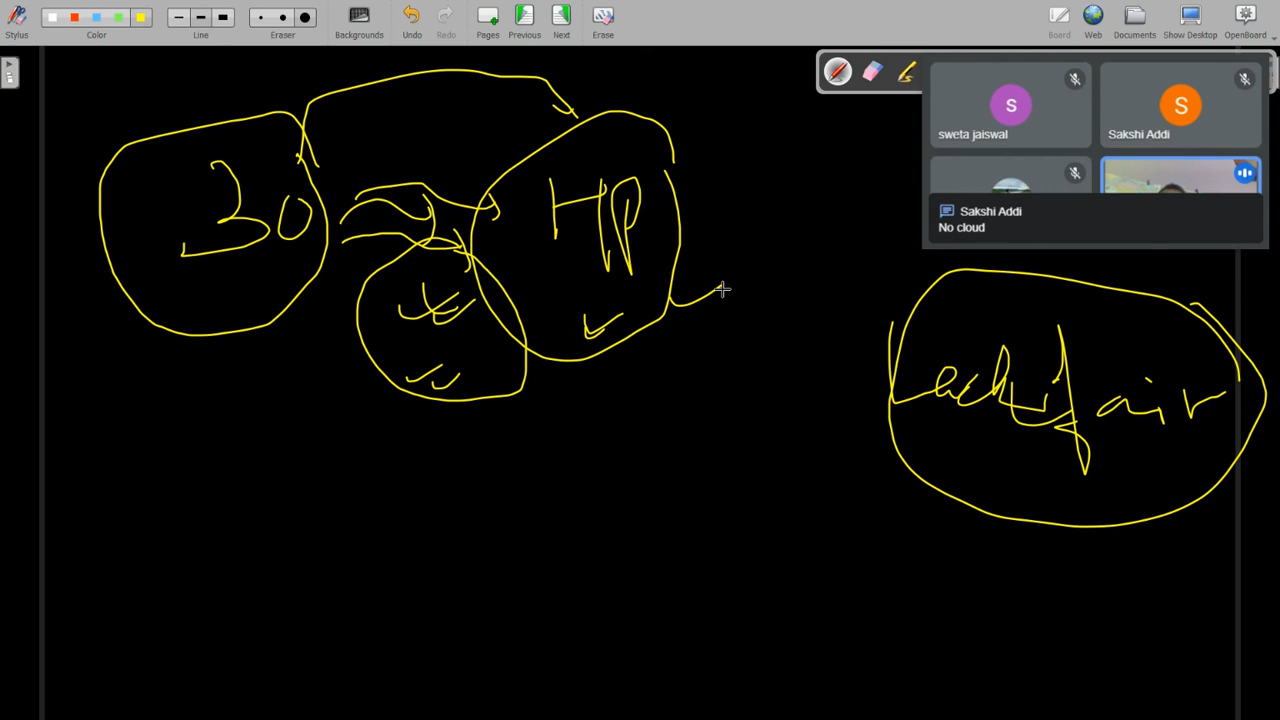 Stylus
Color
Line
Eraser
Backgrounds
Undo
Redo
Pages
Previous
Next
Erase
Board
Web
Documents
Show Desktop
OpenBoard
S
sweta jaiswal
S
Sakshi Addi
Sakshi Addi
No cloud
30
HP